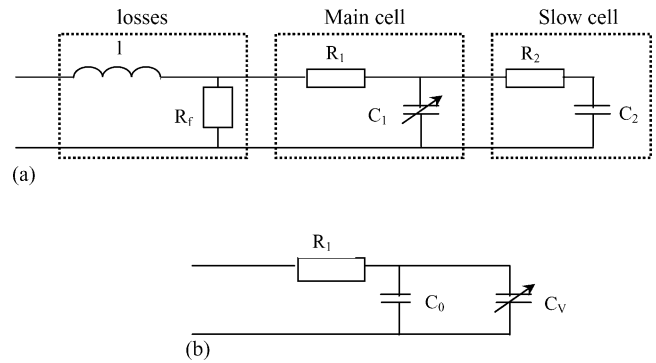 losses
Main cell
Slow cell
l
R1
R2
Rf
C1
C2
(a)
R1
C0
CV
(b)